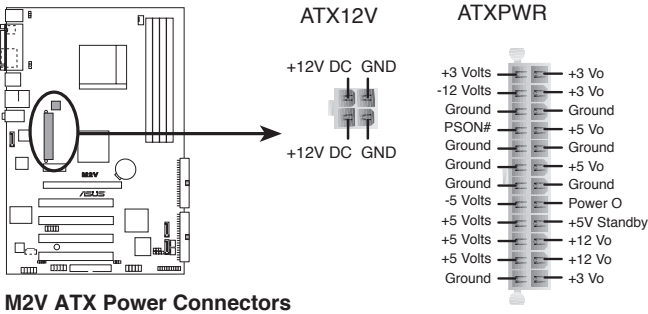 ATX12V
ATXPWR
+12V DC GND
+12V DC GND
+3 Volts
+3 Vo
-12 Volts
+3 Vo
Ground
Ground
PSON#
+5 Vo
Ground
Ground
Ground
+5 Vo
Ground
Ground
-5 Volts
Power O
+5 Volts
+5V Standby
+5 Volts
+12 Vo
+5 Volts
+12 Vo
Ground
+3 Vo
M2V
ASUS
M2V ATX Power Connectors